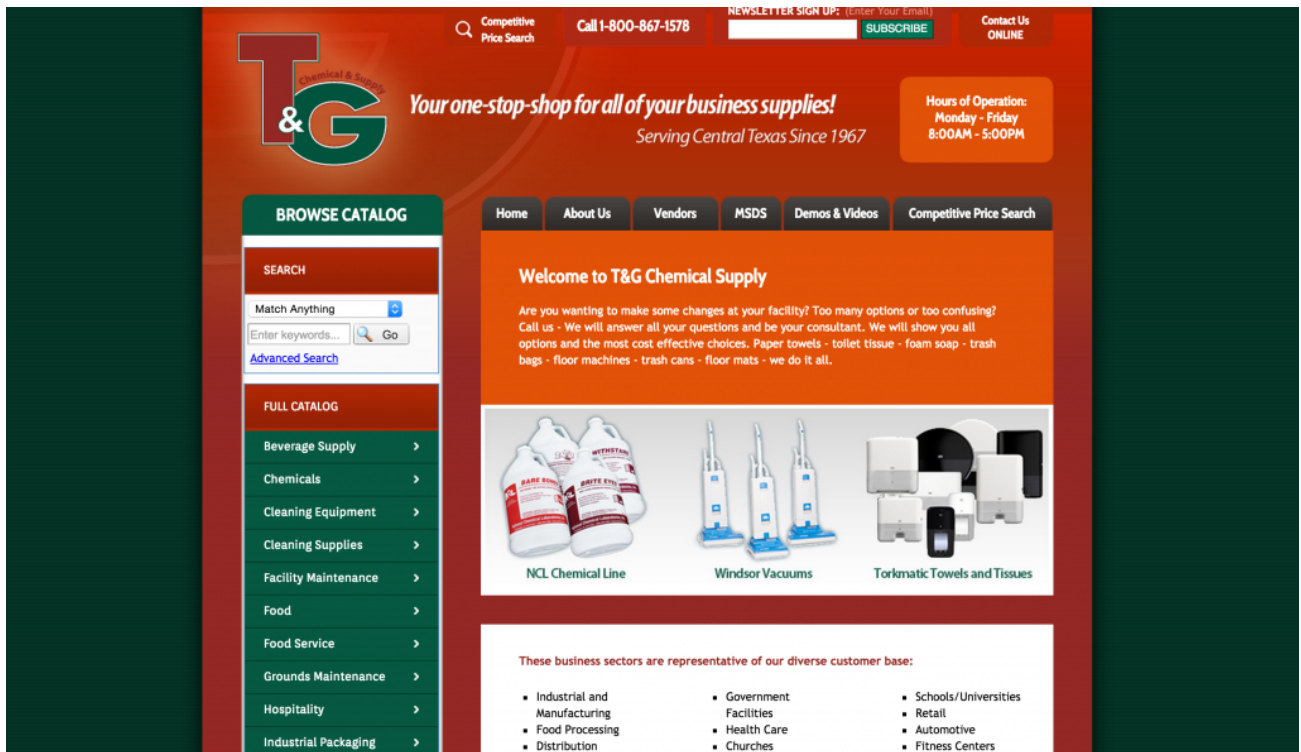 Competitive
Price Search
Call 1-800-867-1578
NEWSLETTER SIGN UP: (Enter Your Email)
SUBSCRIBE
Contact Us
ONLINE
T&G
Chemical & Supply
Your one-stop-shop for all of your business supplies!
Serving Central Texas Since 1967
Hours of Operation:
Monday - Friday
8:00AM - 5:00PM
BROWSE CATALOG
Home
About Us
Vendors
MSDS
Demos & Videos
Competitive Price Search
SEARCH
Match Anything
Enter keywords...
Go
Advanced Search
FULL CATALOG
Beverage Supply
Chemicals
Cleaning Equipment
Cleaning Supplies
Facility Maintenance
Food
Food Service
Grounds Maintenance
Hospitality
Industrial Packaging
Welcome to T&G Chemical Supply
Are you wanting to make some changes at your facility? Too many options or too confusing?
Call us - We will answer all your questions and be your consultant. We will show you all
options and the most cost effective choices. Paper towels - toilet tissue - foam soap - trash
bags - floor machines - trash cans - floor mats - we do it all.
WITHSTAND
BARE BONES
BRITE EYES
NCL Chemical Line
Windsor Vacuums
Torkmatic Towels and Tissues
These business sectors are representative of our diverse customer base:
Industrial and
Manufacturing
Food Processing
Distribution
Government
Facilities
Health Care
Churches
Schools/Universities
Retail
Automotive
Fitness Centers